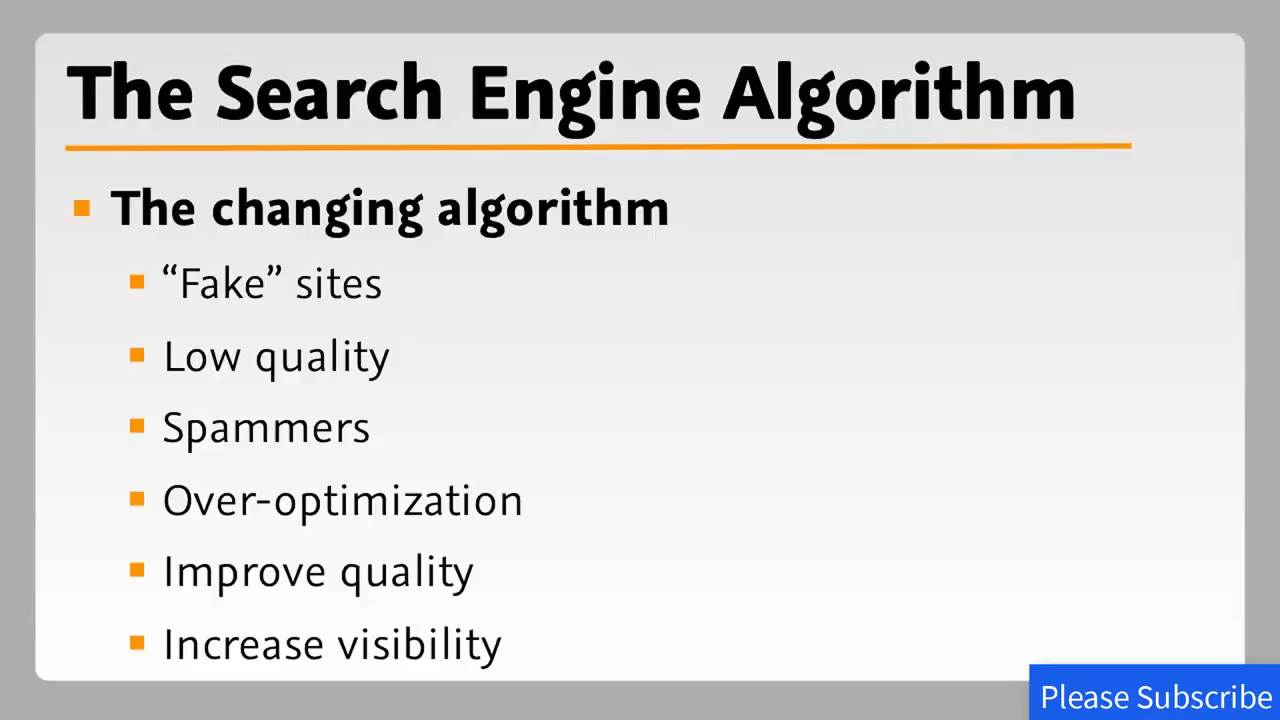 The Search Engine Algorithm
The changing algorithm
“Fake” sites
Low quality
Spammers
Over-optimization
Improve quality
Increase visibility
Please Subscribe